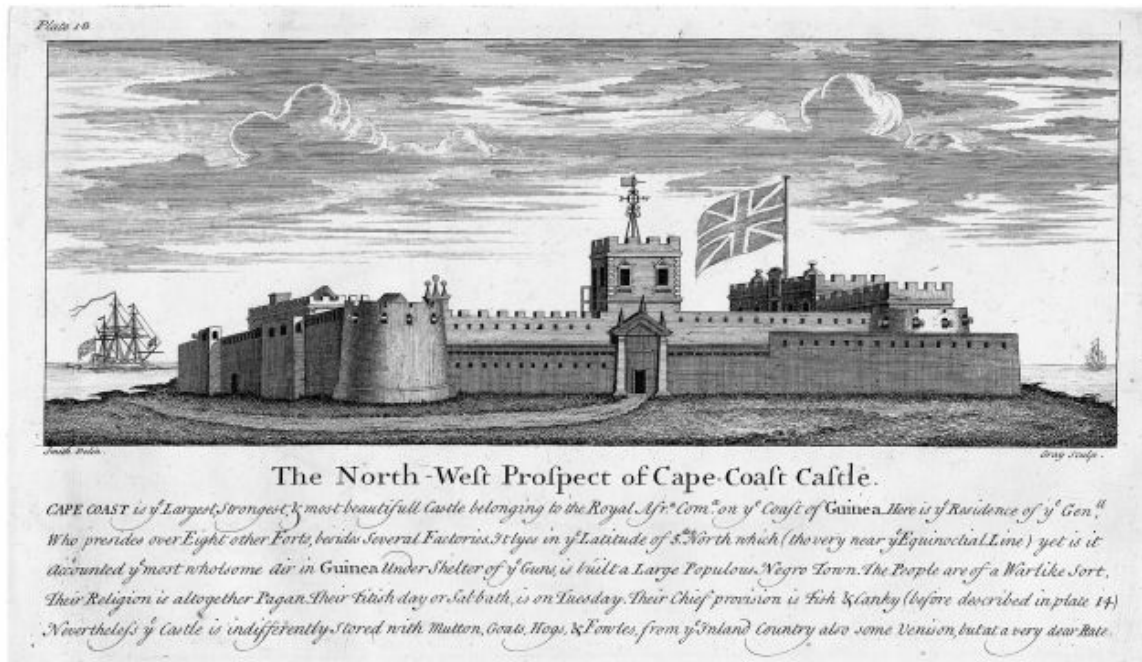 Plate 18
Smith Delin.
Gray Sculp.
The North-Weſt Proſpect of Cape-Coaſt Caſtle.
CAPE COAST is yͤ Largest, Strongest, & most beautifull Castle belonging to the Royal Afr.ⁿ Com.ᵃ on yͤ Coast of Guinea. Here is yͤ Residence of yͤ Gen.ˡˡ
Who presides over Eight other Forts, besides Several Factories. It lyes in yͤ Latitude of 5.ᵈ North which (tho very near yͤ Equinoctial Line) yet is it
Accounted yͤ most wholsome Air in Guinea Under Shelter of yͤ Guns, is built a Large Populous Negro Town. The People are of a Warlike Sort,
Their Religion is altogether Pagan. Their Fitish day or Sabbath, is on Tuesday. Their Chief provision is Fish & Canky (before described in plate 14)
Nevertheleſs yͤ Castle is indifferently Stored with Mutton, Goats, Hogs, & Fowles, from yͤ Inland Country also some Venison, but at a very dear Rate.